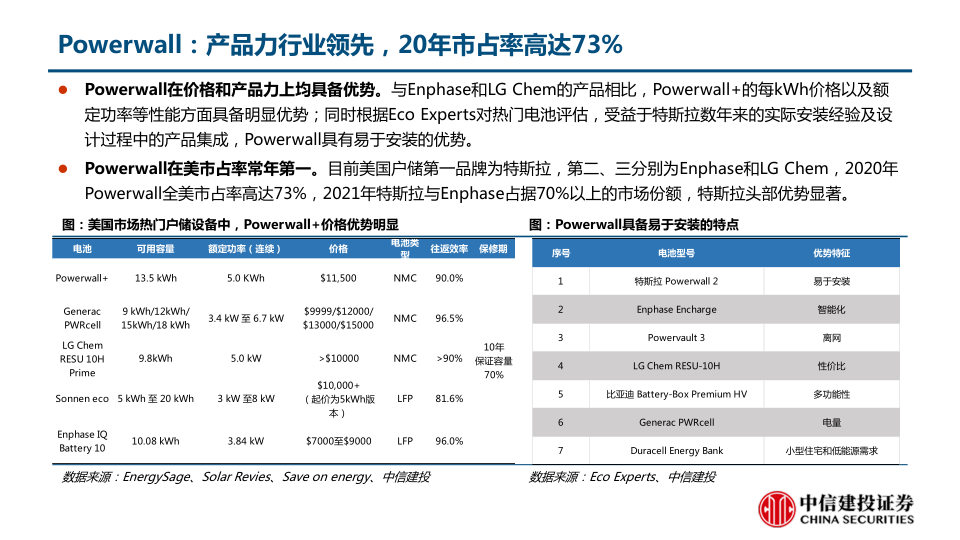 Powerwall：产品力行业领先，20年市占率高达73%
Powerwall在价格和产品力上均具备优势。与Enphase和LG Chem的产品相比，Powerwall+的每kWh价格以及额
定功率等性能方面具备明显优势；同时根据Eco Experts对热门电池评估，受益于特斯拉数年来的实际安装经验及设
计过程中的产品集成，Powerwall具有易于安装的优势。
Powerwall在美市占率常年第一。目前美国户储第一品牌为特斯拉，第二、三分别为Enphase和LG Chem，2020年
Powerwall全美市占率高达73%，2021年特斯拉与Enphase占据70%以上的市场份额，特斯拉头部优势显著。
图：美国市场热门户储设备中，Powerwall+价格优势明显
电池 可用容量 额定功率（连续） 价格 电池类型 往返效率 保修期
Powerwall+ 13.5 kWh 5.0 KWh $11,500 NMC 90.0%
Generac PWRcell 9 kWh/12kWh/ 15kWh/18 kWh 3.4 kW 至 6.7 kW $9999/$12000/ $13000/$15000 NMC 96.5%
LG Chem RESU 10H Prime 9.8kWh 5.0 kW >$10000 NMC >90%
10年
保证容量
70%
Sonnen eco 5 kWh 至 20 kWh 3 kW 至8 kW $10,000+ （起价为5kWh版本） LFP 81.6%
Enphase IQ Battery 10 10.08 kWh 3.84 kW $7000至$9000 LFP 96.0%
数据来源：EnergySage、Solar Revies、Save on energy、中信建投
图：Powerwall具备易于安装的特点
序号 电池型号 优势特征
1 特斯拉 Powerwall 2 易于安装
2 Enphase Encharge 智能化
3 Powervault 3 离网
4 LG Chem RESU-10H 性价比
5 比亚迪 Battery-Box Premium HV 多功能性
6 Generac PWRcell 电量
7 Duracell Energy Bank 小型住宅和低能源需求
数据来源：Eco Experts、中信建投
中信建投证券
CHINA SECURITIES